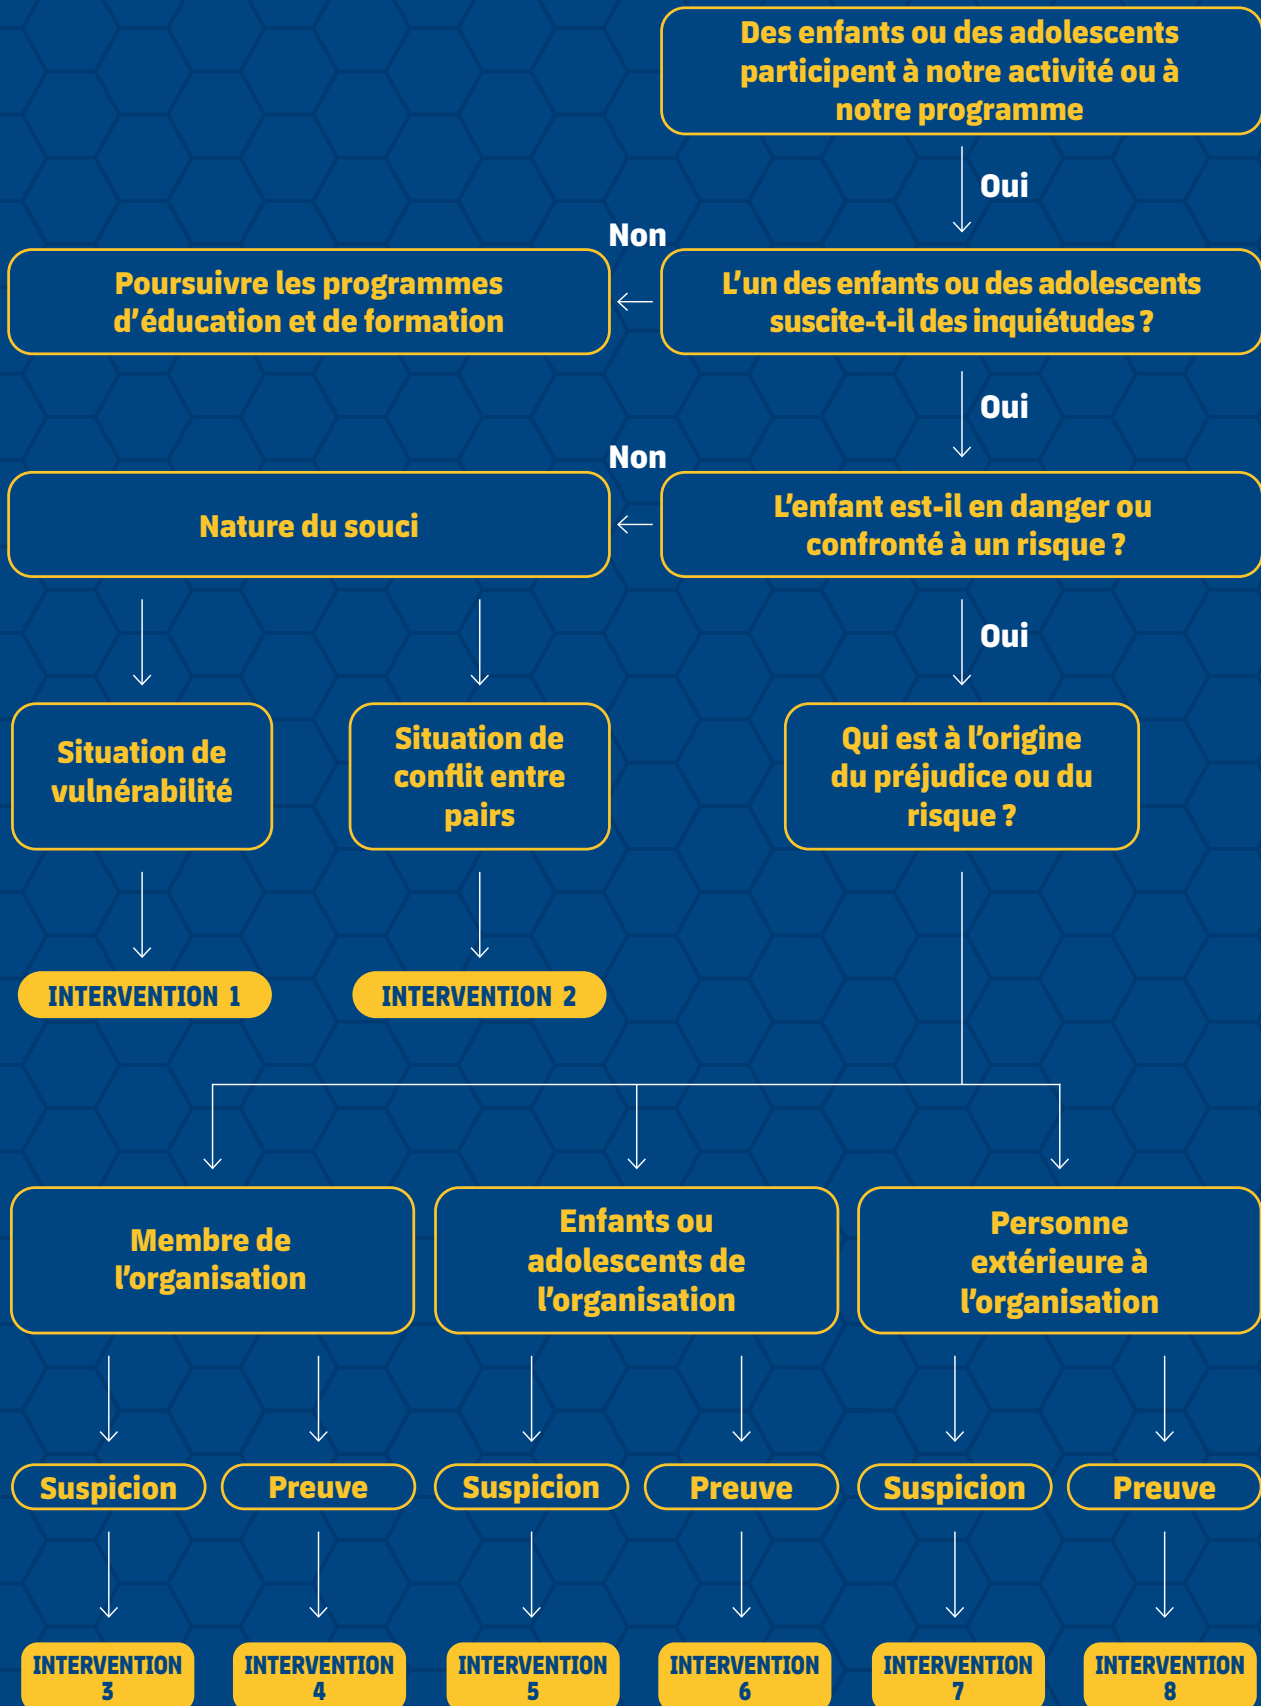 Des enfants ou des adolescents
participent à notre activité ou à
notre programme
Oui
Non
Poursuivre les programmes
d'éducation et de formation
L'un des enfants ou des adolescents
suscite-t-il des inquiétudes ?
Oui
Non
Nature du souci
L'enfant est-il en danger ou
confronté à un risque ?
Oui
Situation de
vulnérabilité
Situation de
conflit entre
pairs
Qui est à l'origine
du préjudice ou du
risque ?
INTERVENTION 1
INTERVENTION 2
Membre de
l'organisation
Enfants ou
adolescents de
l'organisation
Personne
extérieure à
l'organisation
Suspicion
Preuve
Suspicion
Preuve
Suspicion
Preuve
INTERVENTION
3
INTERVENTION
4
INTERVENTION
5
INTERVENTION
6
INTERVENTION
7
INTERVENTION
8